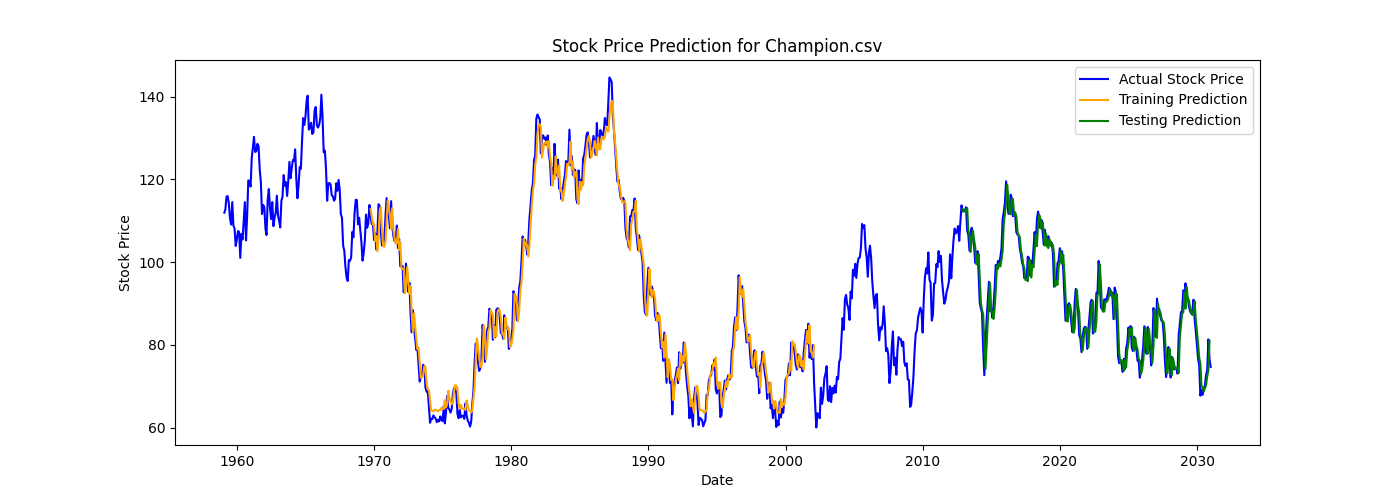 Stock Price Prediction for Champion.csv
Actual Stock Price
Training Prediction
Testing Prediction
Stock Price
140
120
100
80
60
1960
1970
1980
1990
2000
2010
2020
2030
Date